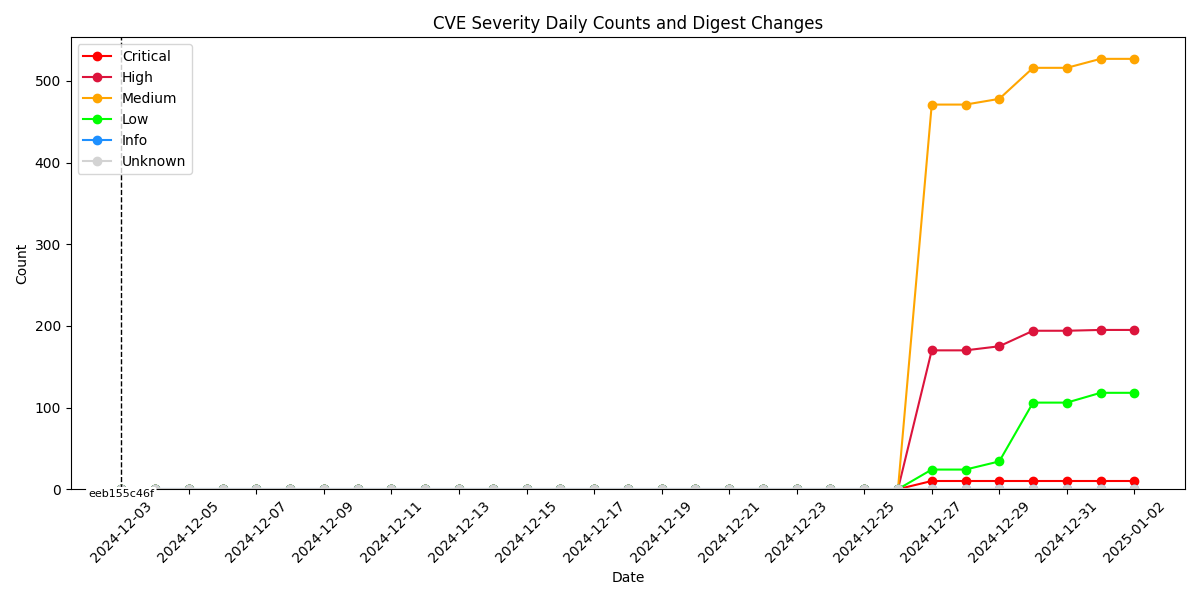 CVE Severity Daily Counts and Digest Changes
Critical
High
Medium
Low
Info
Unknown
Count
500
400
300
200
100
0
eeb155c46f
2024-12-03
2024-12-05
2024-12-07
2024-12-09
2024-12-11
2024-12-13
2024-12-15
2024-12-17
2024-12-19
2024-12-21
2024-12-23
2024-12-25
2024-12-27
2024-12-29
2024-12-31
2025-01-02
Date